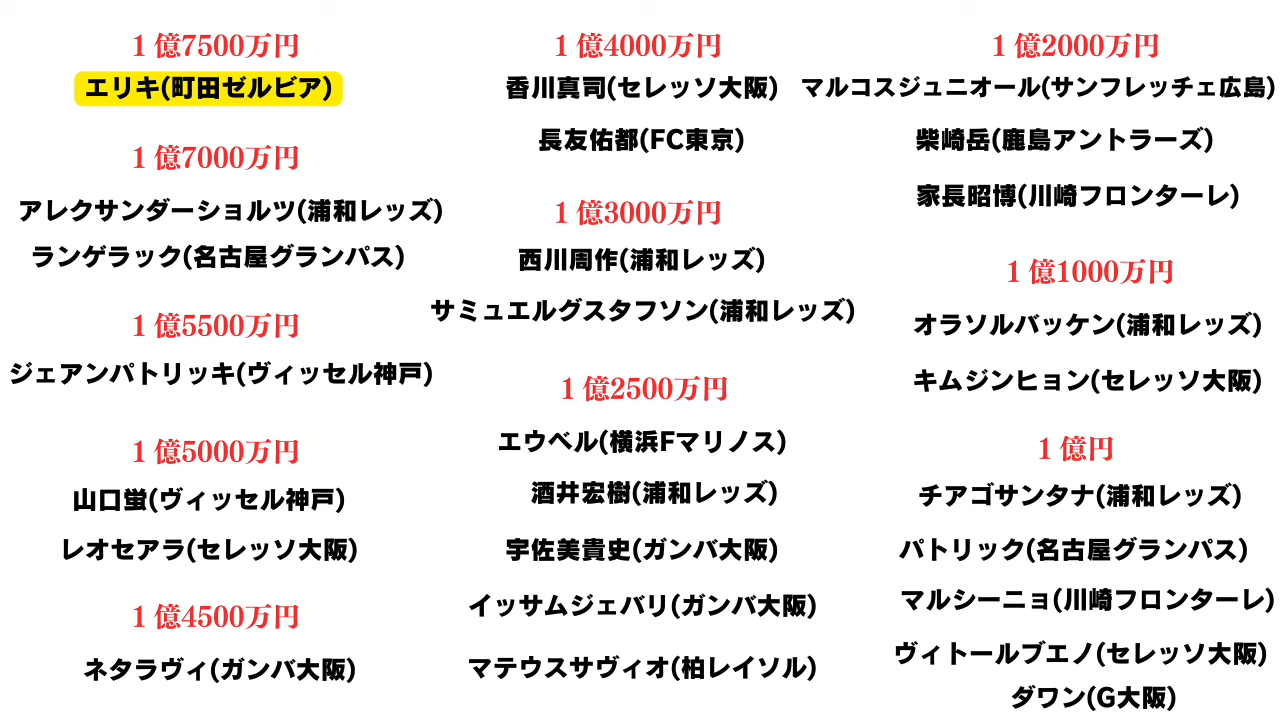 1億7500万円
エリキ(町田ゼルビア)
1億7000万円
アレクサンダーショルツ(浦和レッズ)
ランゲラック(名古屋グランパス)
1億5500万円
ジェアンパトリッキ(ヴィッセル神戸)
1億5000万円
山口蛍(ヴィッセル神戸)
レオセアラ(セレッソ大阪)
1億4500万円
ネタラヴィ(ガンバ大阪)
1億4000万円
香川真司(セレッソ大阪)
長友佑都(FC東京)
1億3000万円
西川周作(浦和レッズ)
サミュエルグスタフソン(浦和レッズ)
1億2500万円
エウベル(横浜Fマリノス)
酒井宏樹(浦和レッズ)
宇佐美貴史(ガンバ大阪)
イッサムジェバリ(ガンバ大阪)
マテウスサヴィオ(柏レイソル)
1億2000万円
マルコスジュニオール(サンフレッチェ広島)
柴崎岳(鹿島アントラーズ)
家長昭博(川崎フロンターレ)
1億1000万円
オラソルバッケン(浦和レッズ)
キムジンヒョン(セレッソ大阪)
1億円
チアゴサンタナ(浦和レッズ)
パトリック(名古屋グランパス)
マルシーニョ(川崎フロンターレ)
ヴィトールブエノ(セレッソ大阪)
ダワン(G大阪)